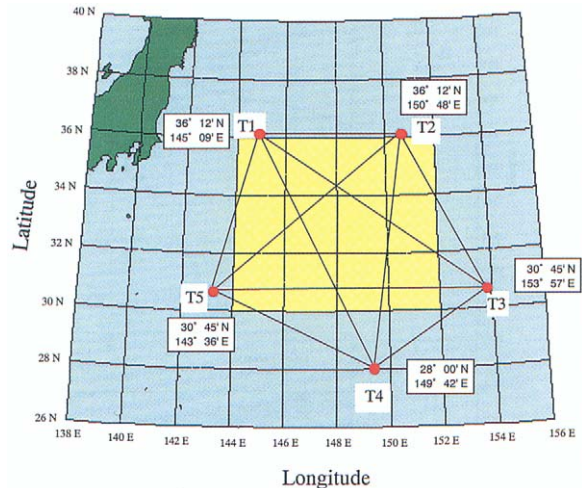 40 N
38 N
36° 12' N
150° 48' E
36° 12' N
145° 09' E
T1
T2
36 N
34 N
Latitude
32 N
30° 45' N
153° 57' E
T5
T3
30 N
30° 45' N
143° 36' E
28 N
28° 00' N
149° 42' E
T4
26 N
138 E
140 E
142 E
144 E
146 E
148 E
150 E
152 E
154 E
156 E
Longitude